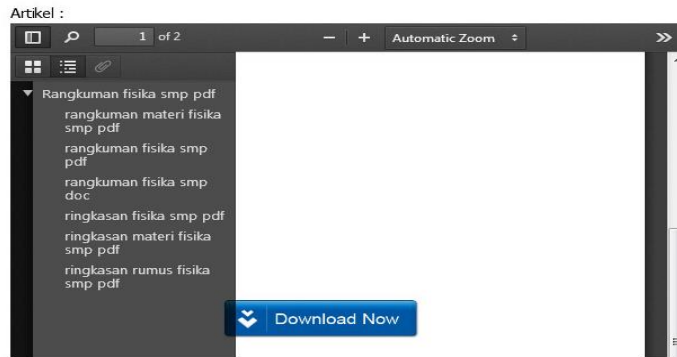 Artikel :
1 of 2
Automatic Zoom
Rangkuman fisika smp pdf
rangkuman materi fisika
smp pdf
rangkuman fisika smp
pdf
rangkuman fisika smp
doc
ringkasan fisika smp pdf
ringkasan materi fisika
smp pdf
ringkasan rumus fisika
smp pdf
Download Now